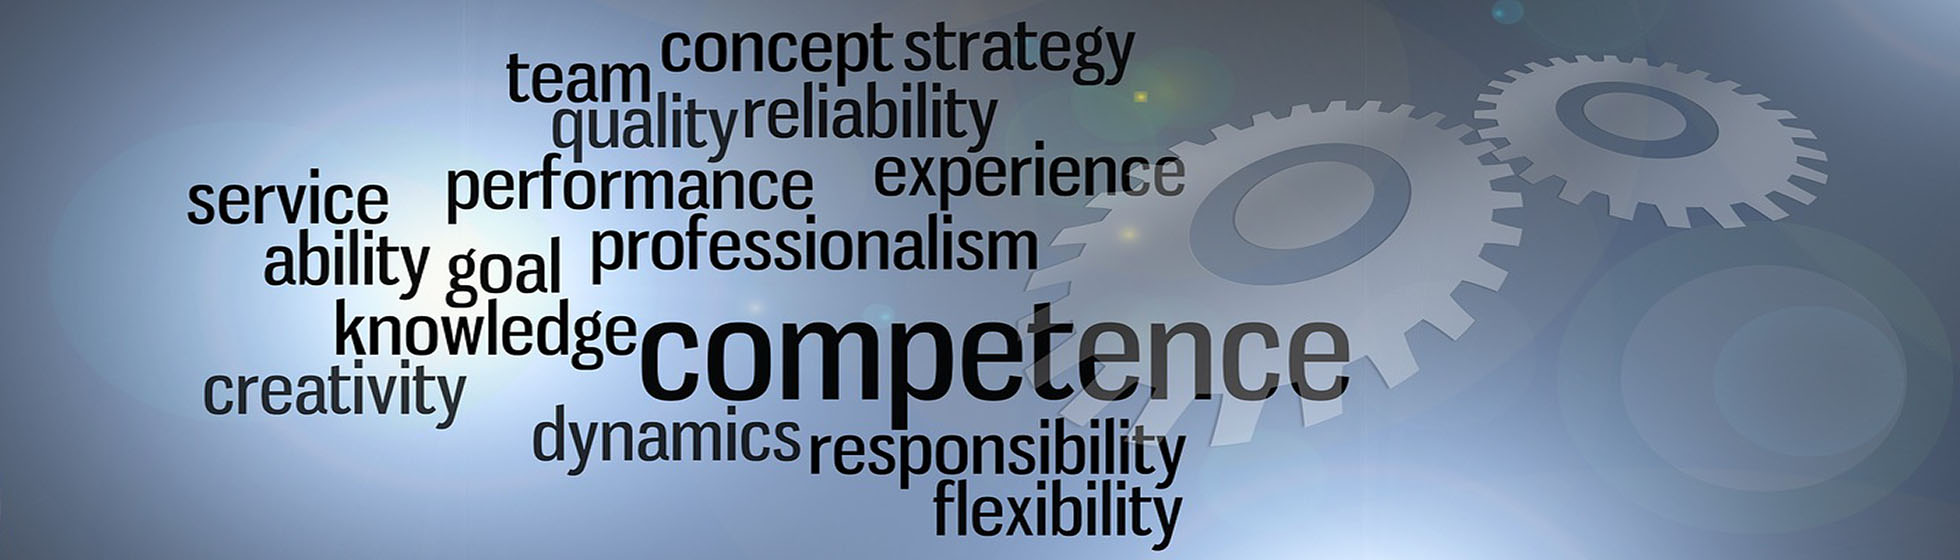 concept strategy
team
quality reliability
experience
service performance
ability goal professionalism
knowledge competence
creativity
dynamics responsibility
flexibility